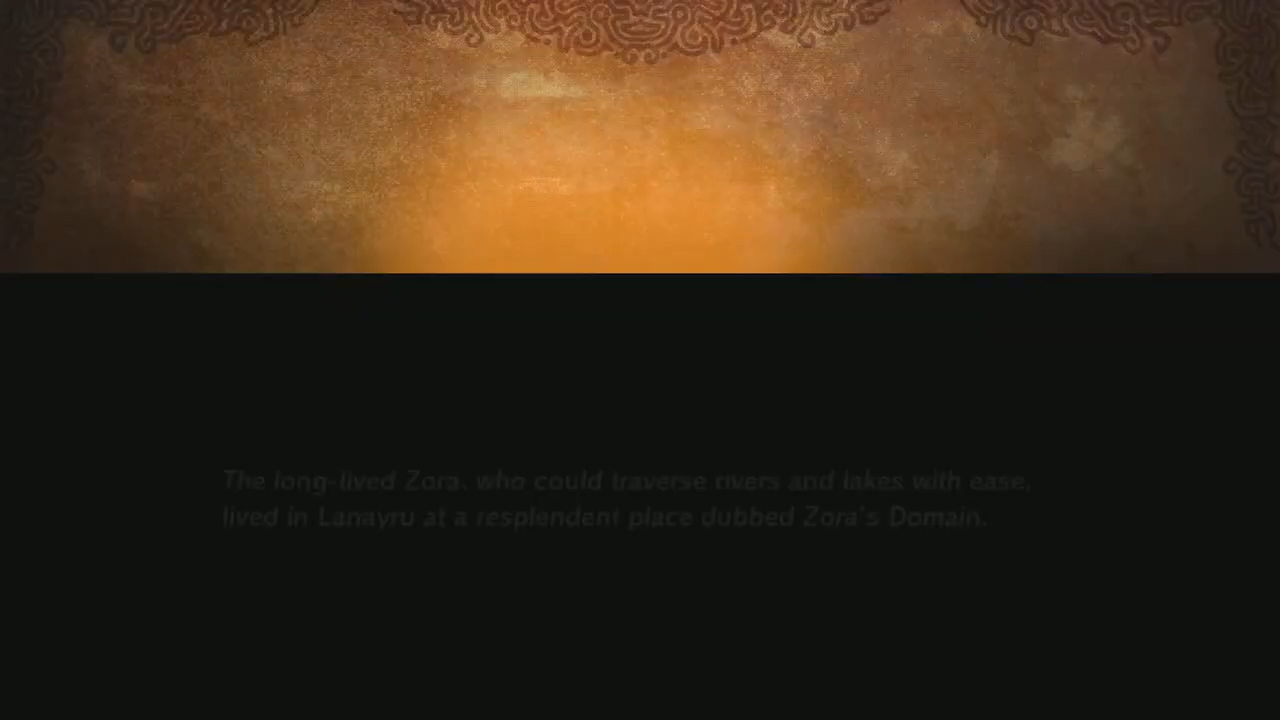 The long-lived Zora, who could traverse rivers and lakes with ease,
lived in Lanayru at a resplendent place dubbed Zora's Domain.